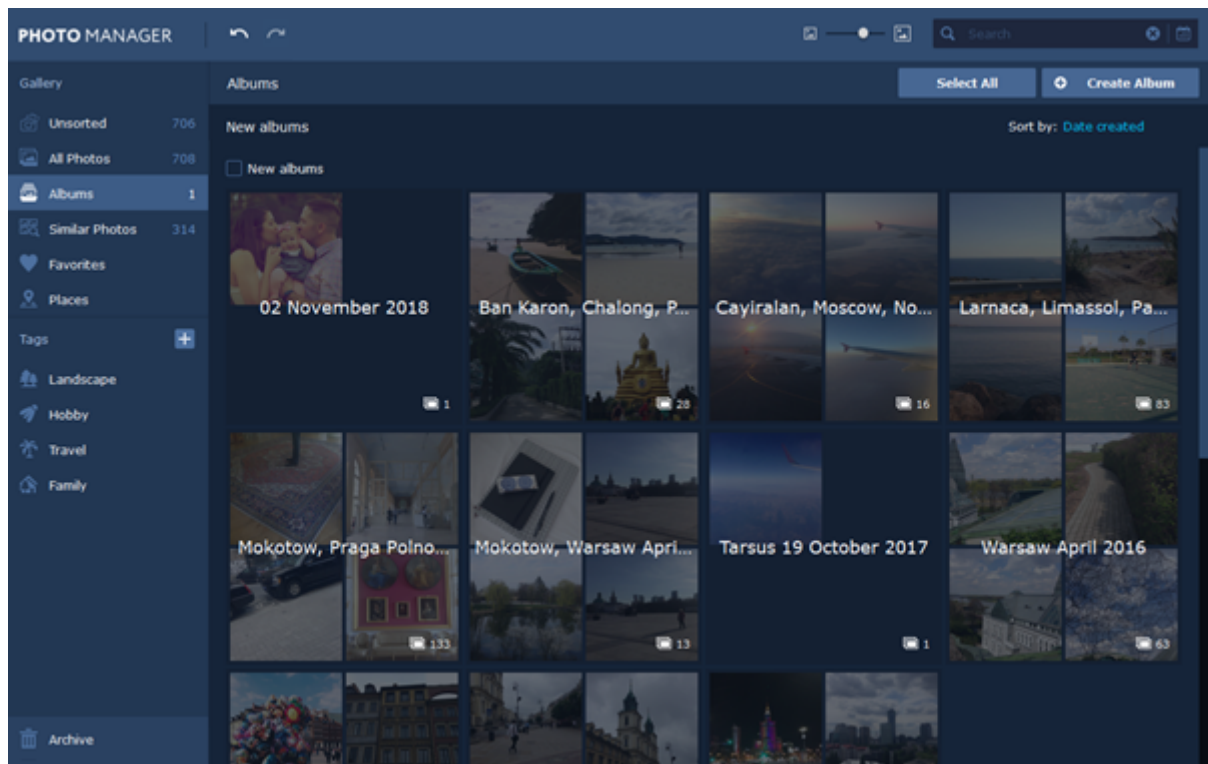 PHOTO MANAGER
Search
Gallery
Albums
Select All
Create Album
Unsorted 706
All Photos 708
Albums 1
Similar Photos 314
Favorites
Places
Tags
Landscape
Hobby
Travel
Family
Archive
New albums
Sort by: Date created
New albums
02 November 2018
1
Ban Karon, Chalong, P...
28
Cayiralan, Moscow, No...
16
Larnaca, Limassol, Pa...
83
Mokotow, Praga Polno...
133
Mokotow, Warsaw Apri...
13
Tarsus 19 October 2017
1
Warsaw April 2016
63